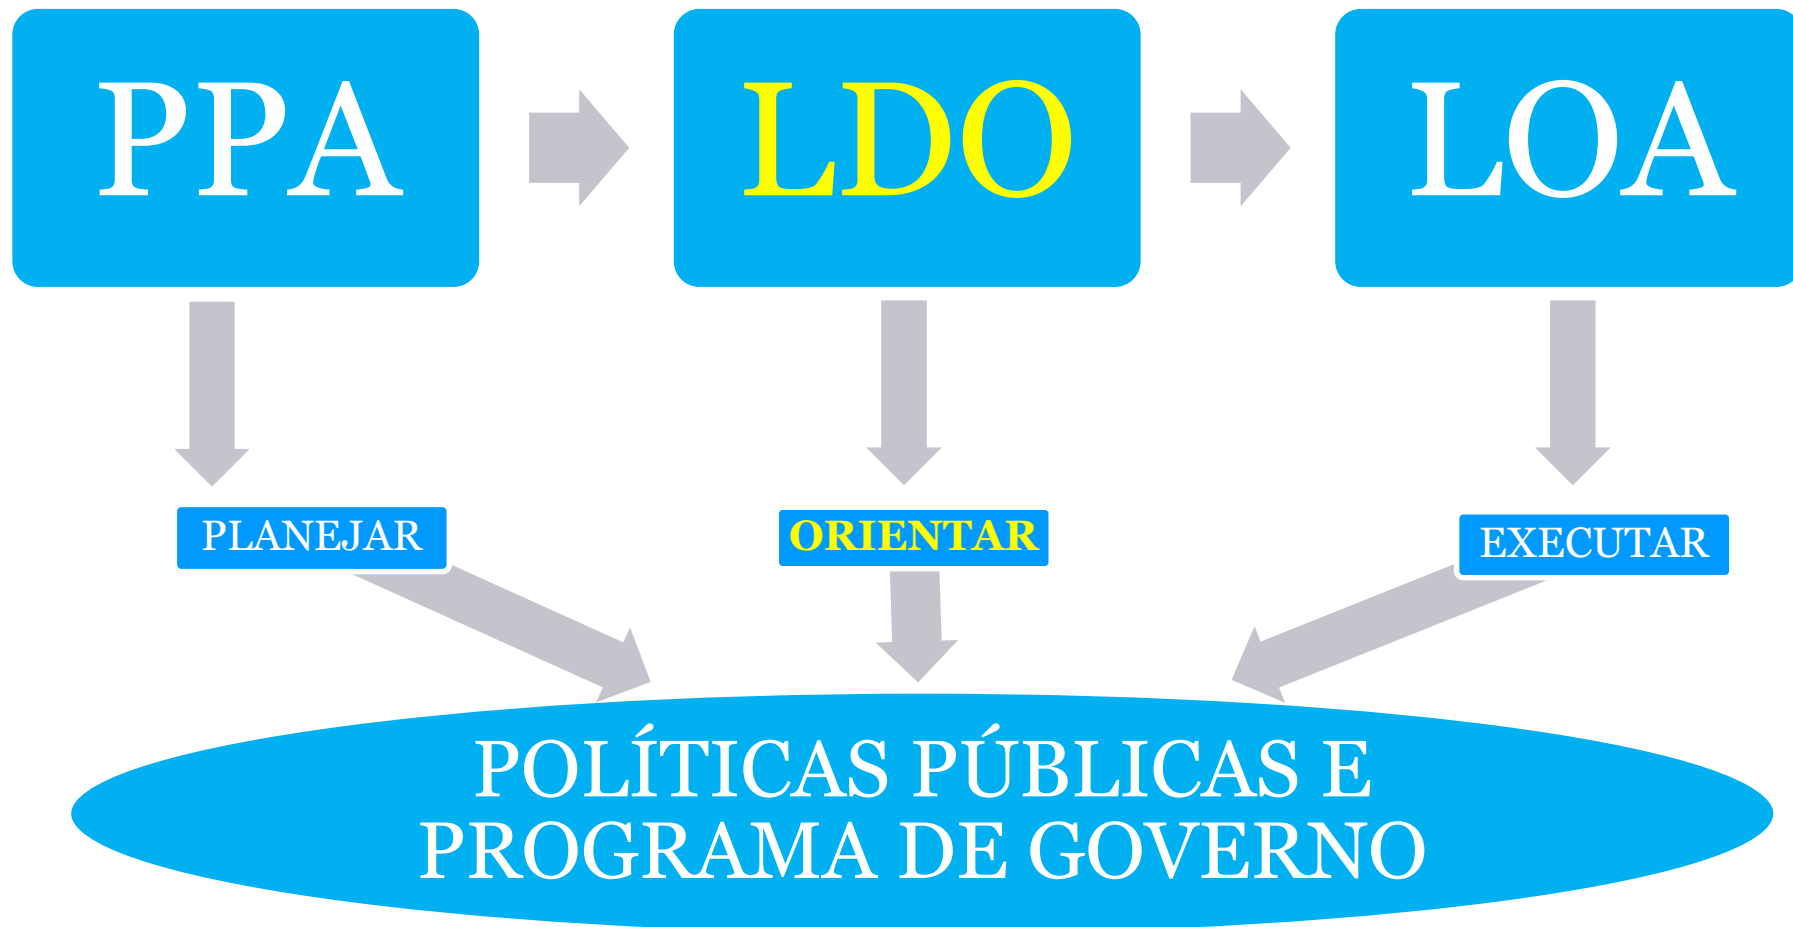 PPA
LDO
LOA
PLANEJAR
ORIENTAR
EXECUTAR
POLÍTICAS PÚBLICAS E
PROGRAMA DE GOVERNO